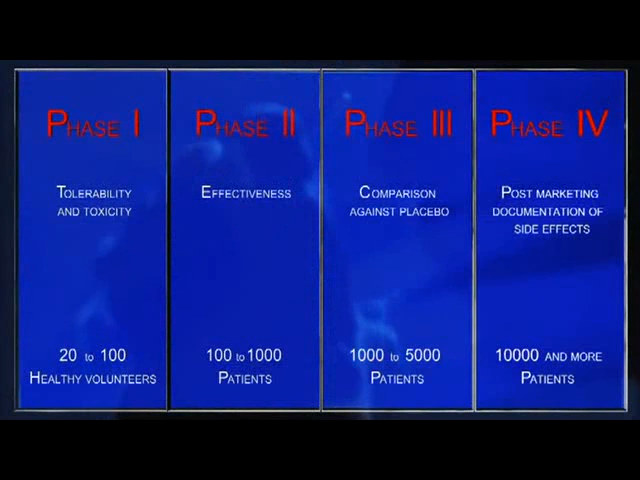 Phase I
Tolerability
and toxicity
20 to 100
Healthy volunteers
Phase II
Effectiveness
100 to 1000
Patients
Phase III
Comparison
against placebo
1000 to 5000
Patients
Phase IV
Post marketing
documentation of
side effects
10000 and more
Patients